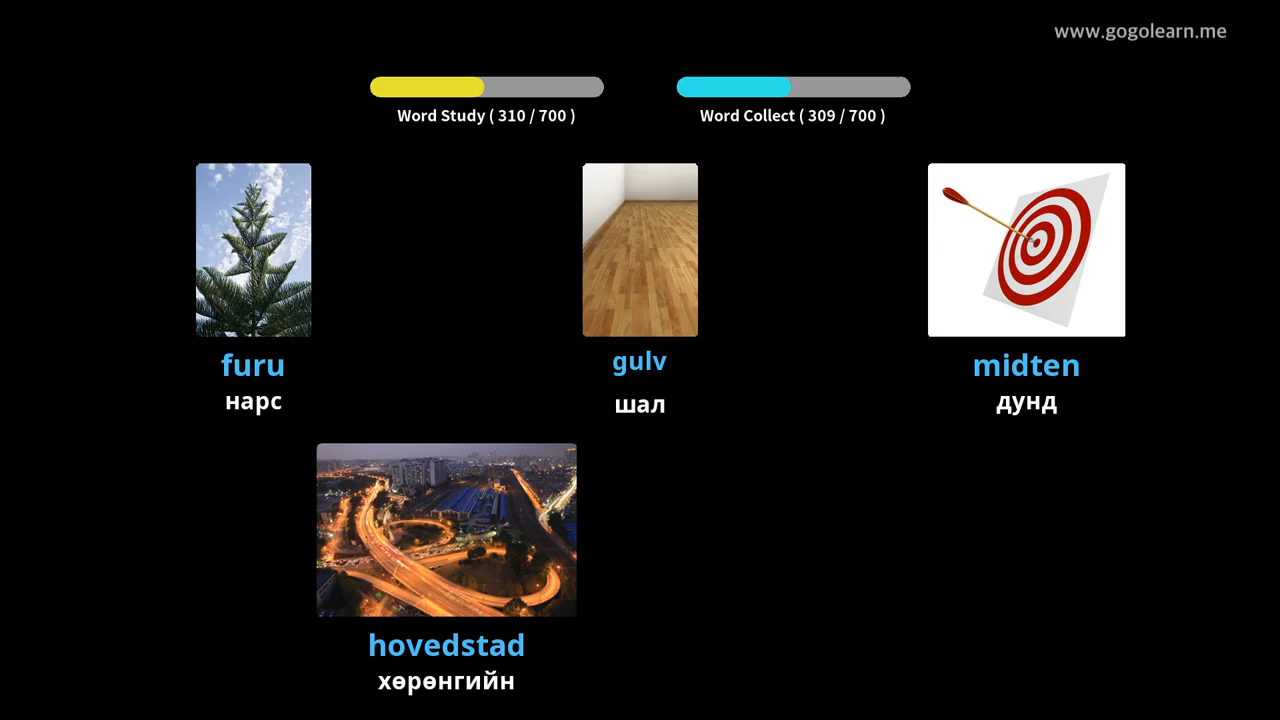 www.gogolearn.me
Word Study ( 310 / 700 )
Word Collect ( 309 / 700 )
furu
нарс
gulv
шал
midten
дунд
hovedstad
хөрөнгийн